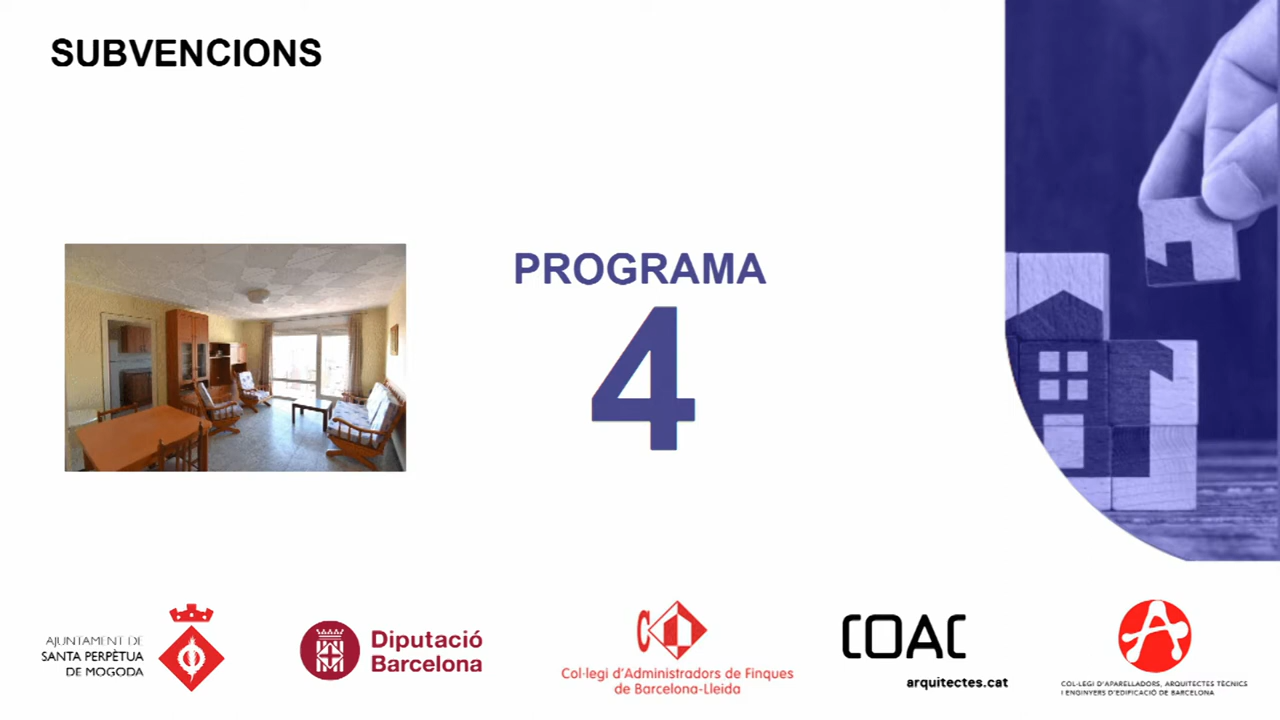 SUBVENCIONS
PROGRAMA
4
AJUNTAMENT DE
SANTA PERPÈTUA
DE MOGODA
Diputació
Barcelona
Col·legi d'Administradors de Finques
de Barcelona-Lleida
COAC
arquitectes.cat
COL·LEGI D'APARELLADORS, ARQUITECTES TÈCNICS
I ENGINYERS D'EDIFICACIÓ DE BARCELONA